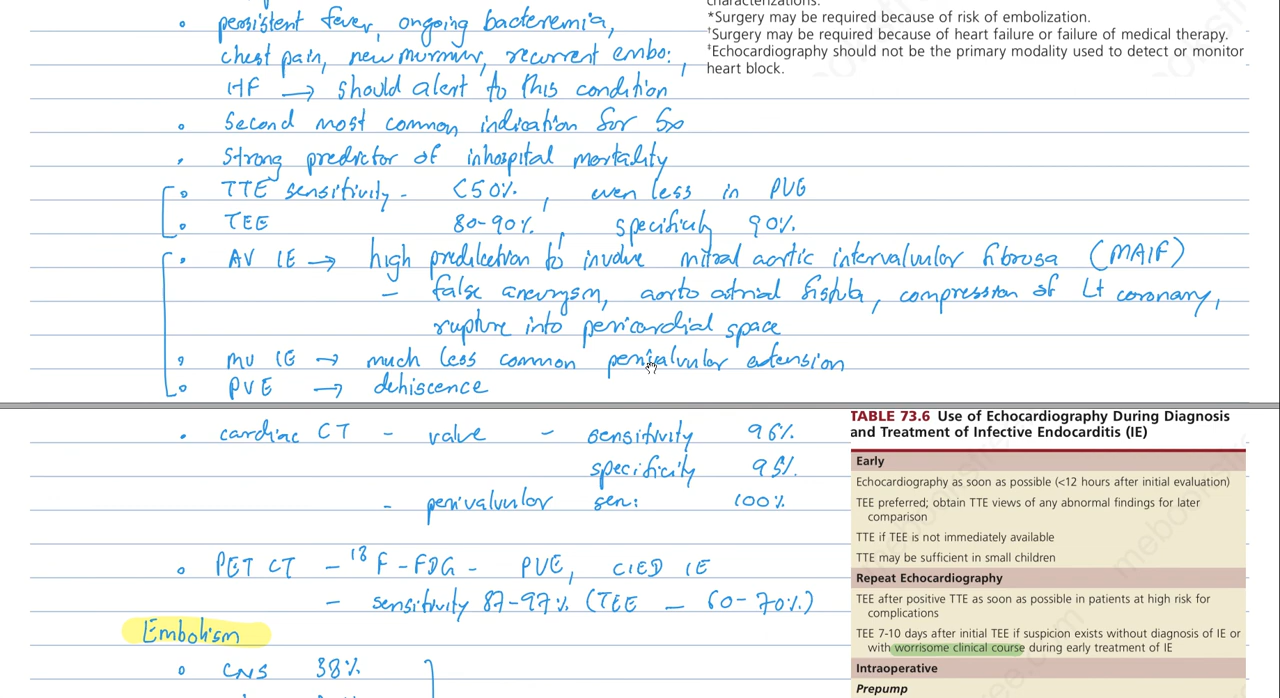 characterizations.
*Surgery may be required because of risk of embolization.
†Surgery may be required because of heart failure or failure of medical therapy.
‡Echocardiography should not be the primary modality used to detect or monitor
heart block.
• persistent fever, ongoing bacteremia,
chest pain, new murmur, recurrent embo:,
HF → should alert to this condition
• Second most common indication for Sx
• Strong predictor of inhospital mortality
• TTE sensitivity - <50%, even less in PVE
• TEE 80-90%, specificity 90%
• AV IE → high predilection to involve mitral aortic intervalvular fibrosa (MAIF)
– false aneurysm, aorto atrial fistula, compression of Lt coronary,
rupture into pericardial space
• MV IE → much less common perivalvular extension
• PVE → dehiscence
• cardiac CT - valve - sensitivity 96%
specificity 95%
- perivalvular sen: 100%
• PET CT - 18F-FDG - PVE, CIED IE
- sensitivity 87-97% (TEE - 60-70%)
Embolism
• CNS 38%
TABLE 73.6 Use of Echocardiography During Diagnosis
and Treatment of Infective Endocarditis (IE)
Early
Echocardiography as soon as possible (<12 hours after initial evaluation)
TEE preferred; obtain TTE views of any abnormal findings for later
comparison
TTE if TEE is not immediately available
TTE may be sufficient in small children
Repeat Echocardiography
TEE after positive TTE as soon as possible in patients at high risk for
complications
TEE 7-10 days after initial TEE if suspicion exists without diagnosis of IE or
with worrisome clinical course during early treatment of IE
Intraoperative
Prepump